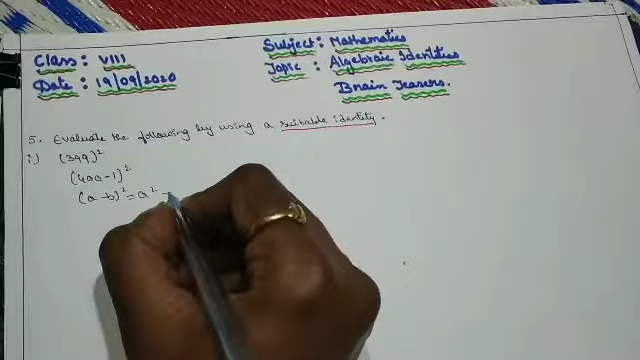 Class: VIII
Subject: Mathematics
Date: 19/09/2020
Topic: Algebraic Identities
Brain Teasers.
5. Evaluate the following by using a suitable identity.
i) (399)²
(400-1)²
(a-b)² = a² -